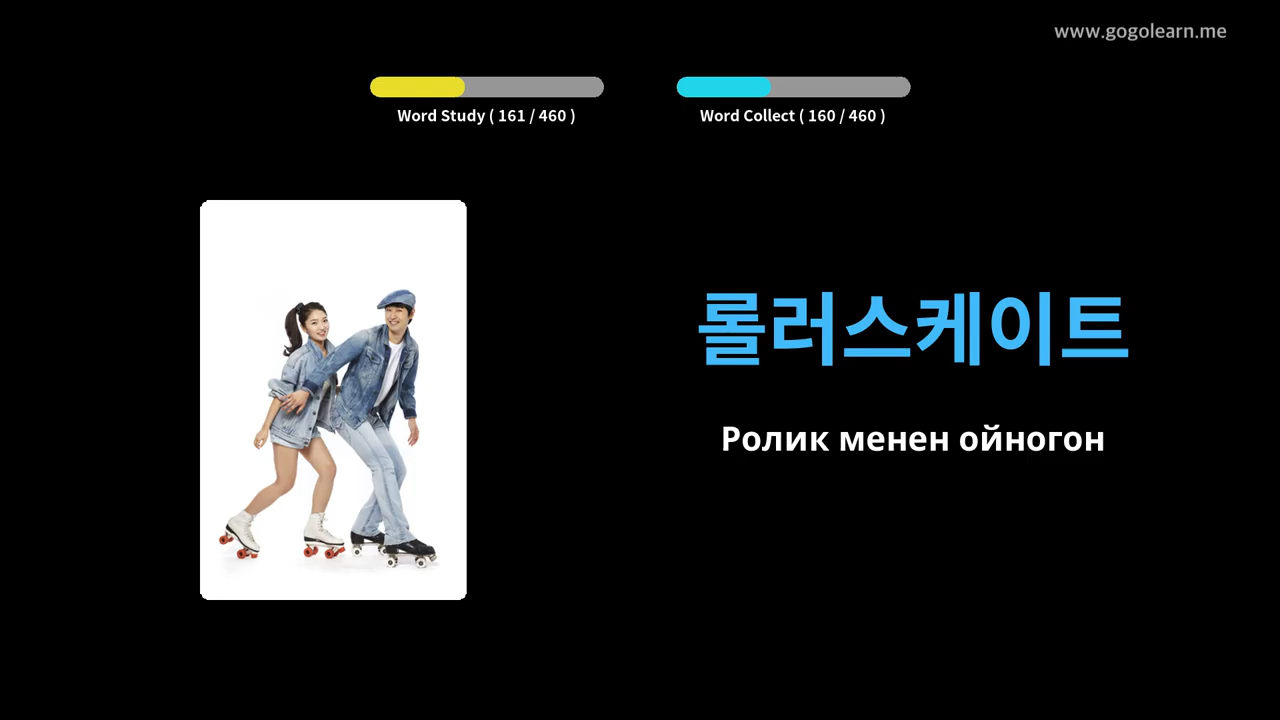 www.gogolearn.me
Word Study ( 161 / 460 )
Word Collect ( 160 / 460 )
롤러스케이트
Ролик менен ойногон